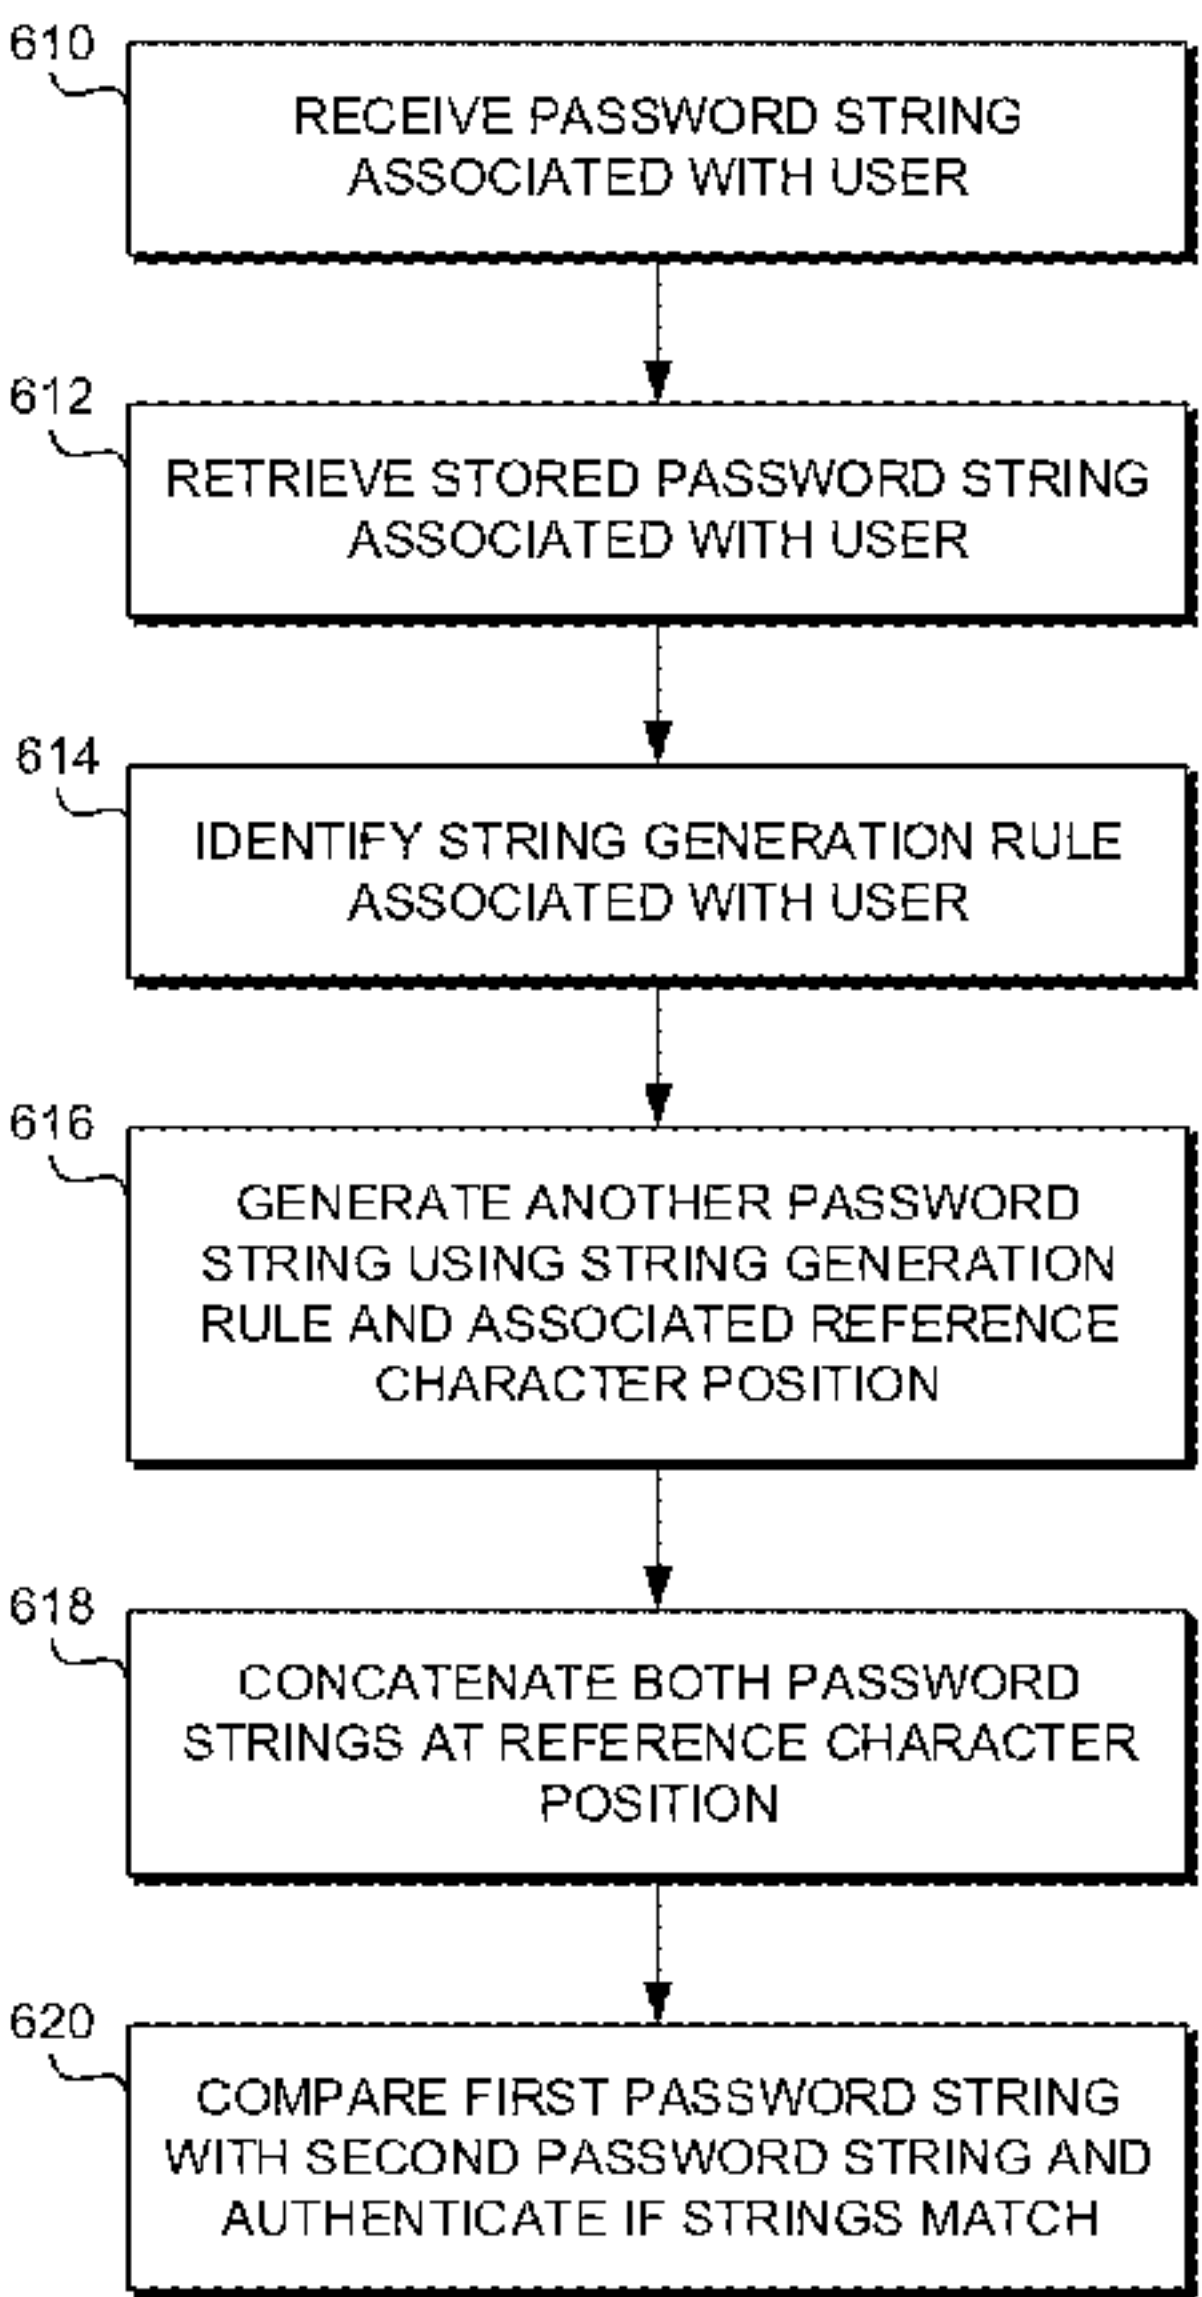 610
RECEIVE PASSWORD STRING
ASSOCIATED WITH USER
612
RETRIEVE STORED PASSWORD STRING
ASSOCIATED WITH USER
614
IDENTIFY STRING GENERATION RULE
ASSOCIATED WITH USER
616
GENERATE ANOTHER PASSWORD
STRING USING STRING GENERATION
RULE AND ASSOCIATED REFERENCE
CHARACTER POSITION
618
CONCATENATE BOTH PASSWORD
STRINGS AT REFERENCE CHARACTER
POSITION
620
COMPARE FIRST PASSWORD STRING
WITH SECOND PASSWORD STRING AND
AUTHENTICATE IF STRINGS MATCH